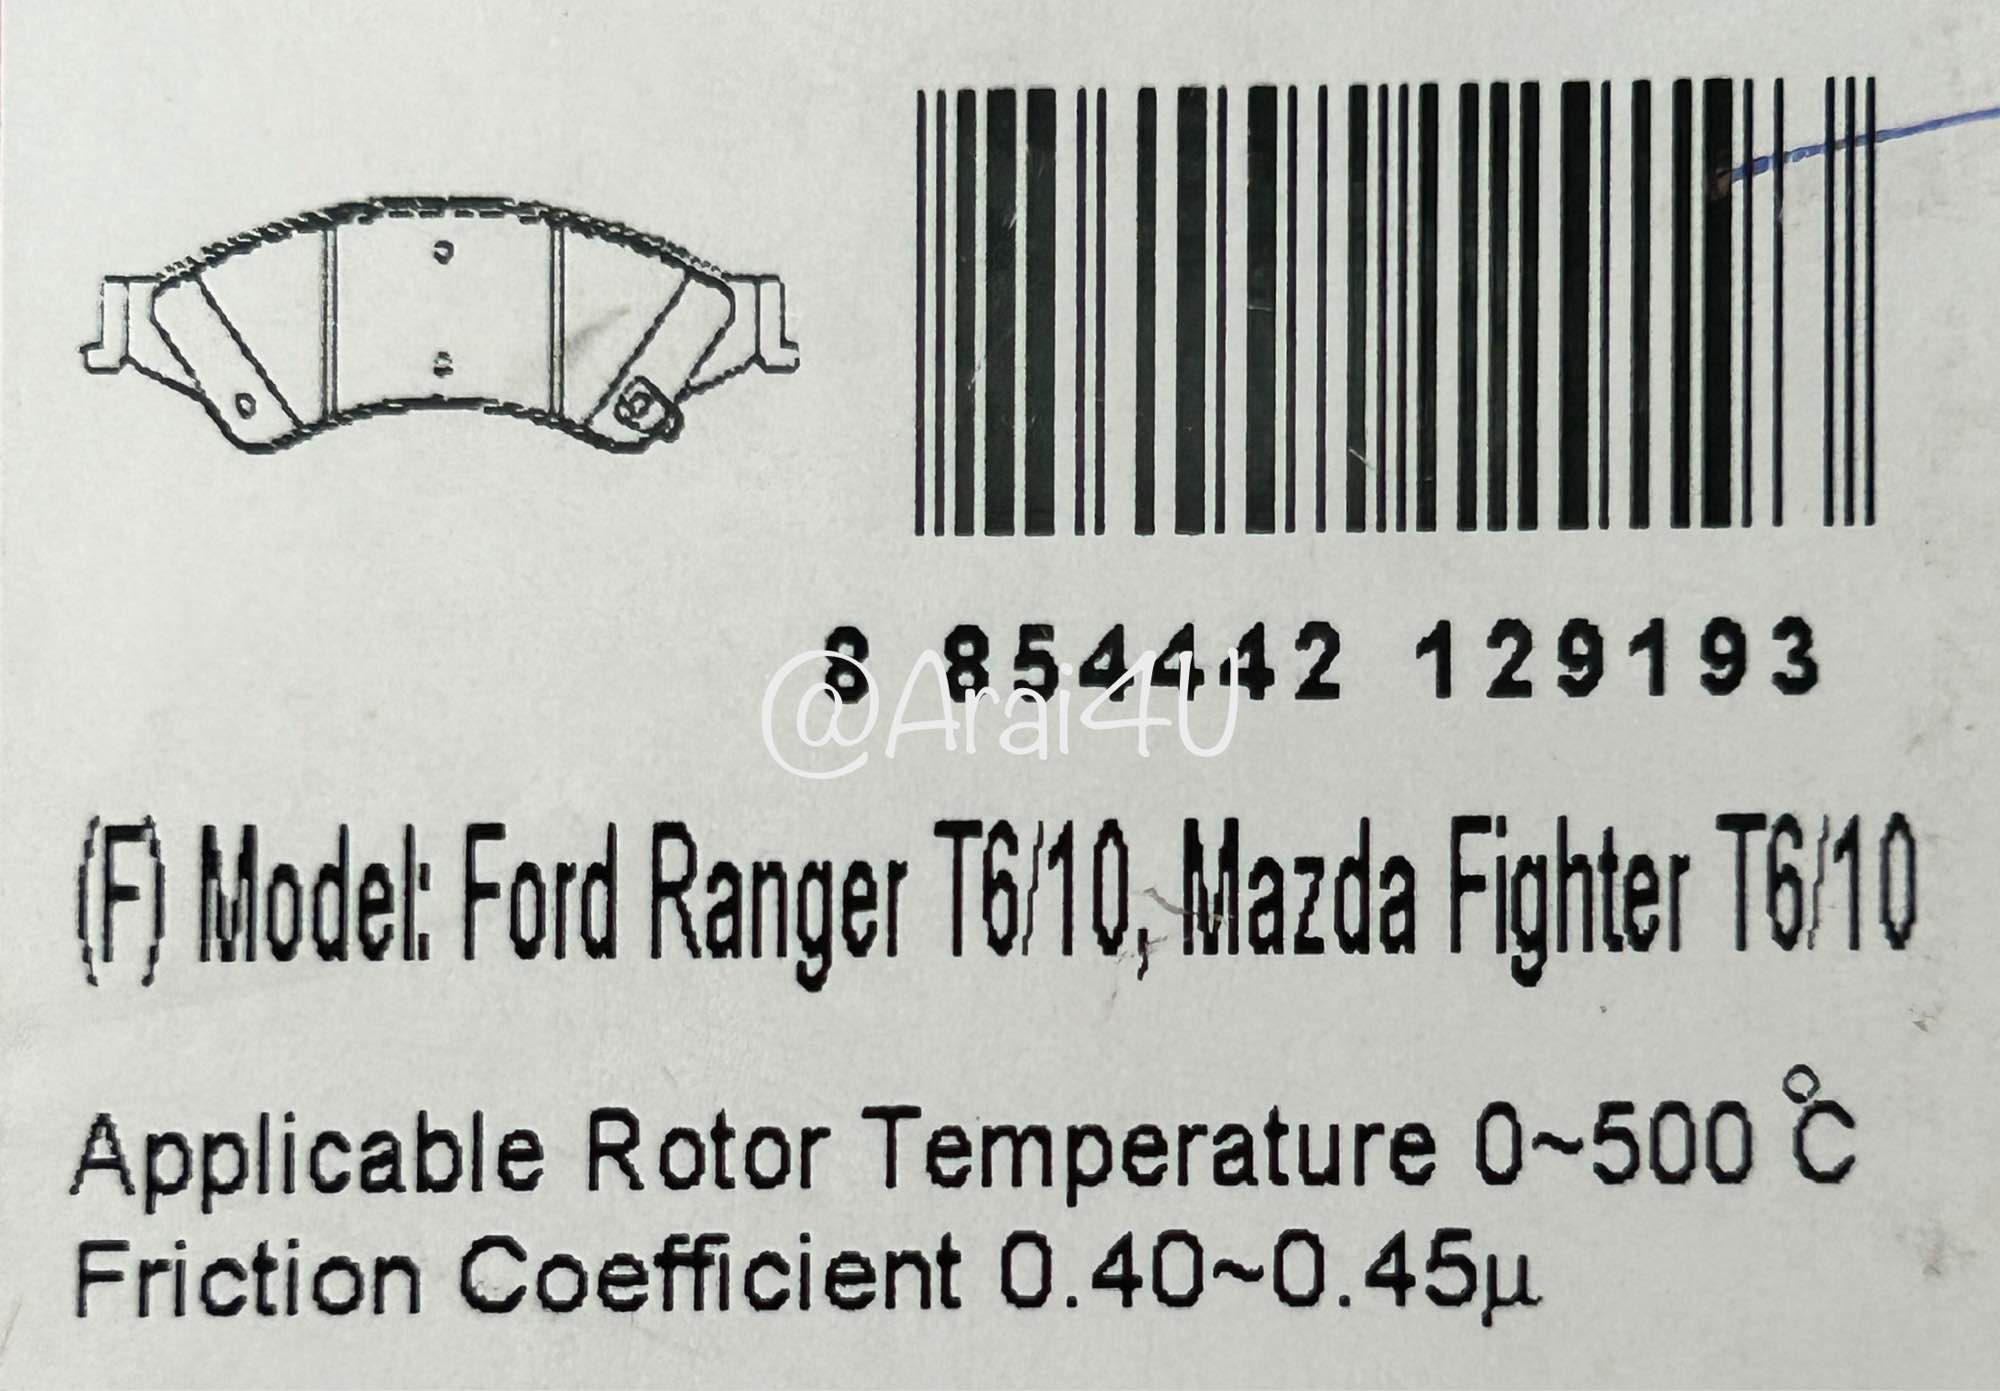 8 854442 129193
@Arai4U
(F) Model: Ford Ranger T6/10, Mazda Fighter T6/10
Applicable Rotor Temperature 0~500 ℃
Friction Coefficient 0.40~0.45µ